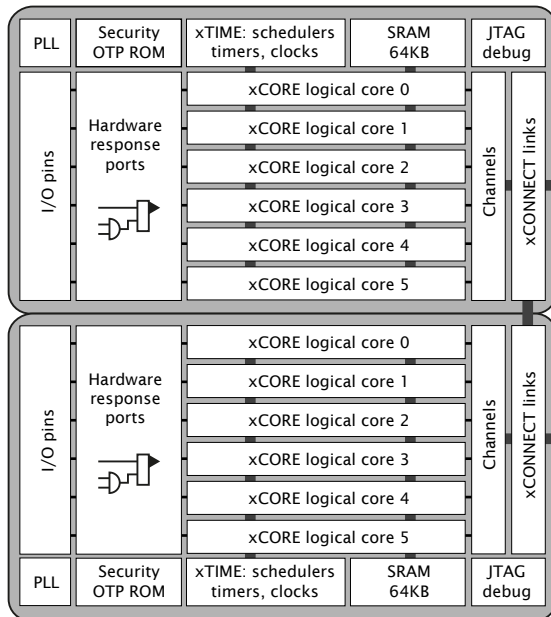 PLL
Security
OTP ROM
xTIME: schedulers
timers, clocks
SRAM
64KB
JTAG
debug
I/O pins
Hardware
response
ports
xCORE logical core 0
xCORE logical core 1
xCORE logical core 2
xCORE logical core 3
xCORE logical core 4
xCORE logical core 5
Channels
xCONNECT links
I/O pins
Hardware
response
ports
xCORE logical core 0
xCORE logical core 1
xCORE logical core 2
xCORE logical core 3
xCORE logical core 4
xCORE logical core 5
Channels
xCONNECT links
PLL
Security
OTP ROM
xTIME: schedulers
timers, clocks
SRAM
64KB
JTAG
debug